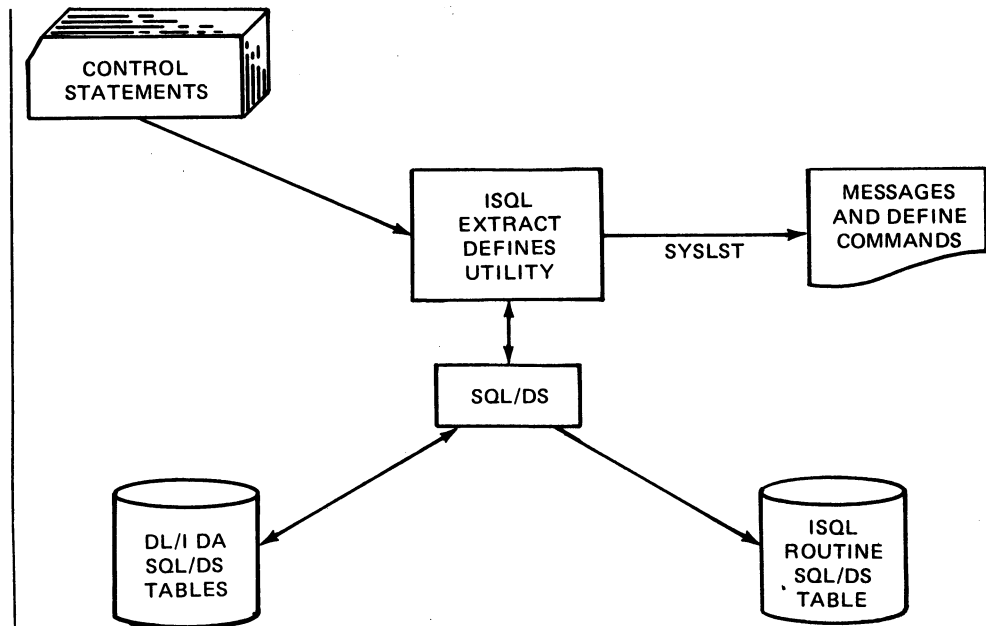 CONTROL
STATEMENTS
ISQL
EXTRACT
DEFINES
UTILITY
SYSLST
MESSAGES
AND DEFINE
COMMANDS
SQL/DS
DL/I DA
SQL/DS
TABLES
ISQL
ROUTINE
SQL/DS
TABLE